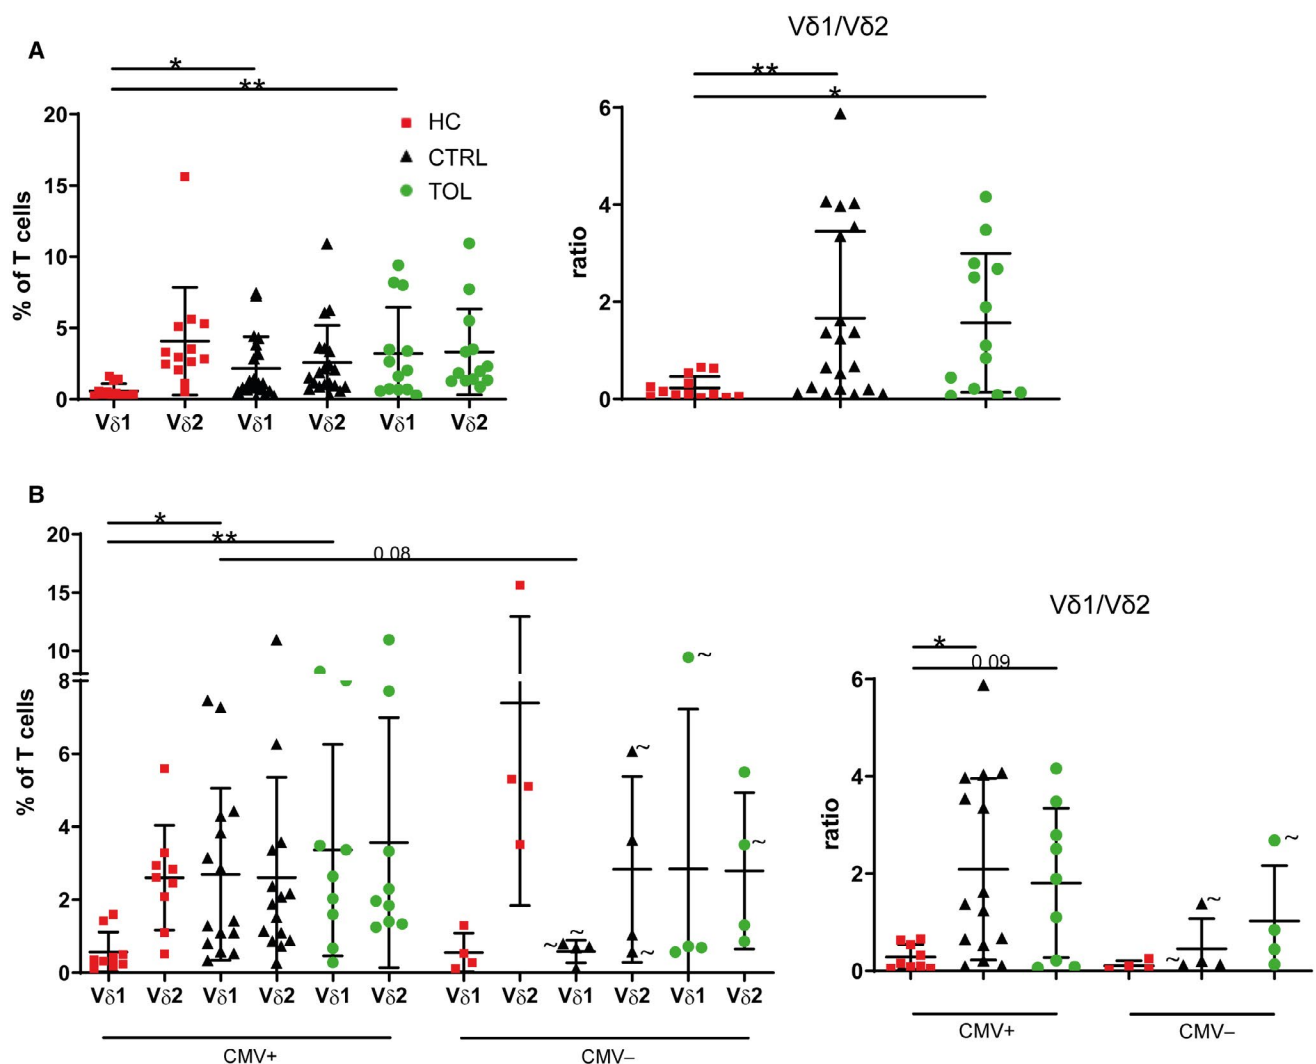 A
Vδ1/Vδ2
*
**
20
15
10
5
0
% of T cells
HC
CTRL
TOL
Vδ1 Vδ2 Vδ1 Vδ2 Vδ1 Vδ2
**
*
6
4
2
0
ratio
B
*
**
0.08
20
15
10
8
6
4
2
0
% of T cells
~
~ ~
~
~
~
~
Vδ1 Vδ2 Vδ1 Vδ2 Vδ1 Vδ2 Vδ1 Vδ2 Vδ1 Vδ2 Vδ1 Vδ2
CMV+ CMV–
Vδ1/Vδ2
*
0.09
6
4
2
0
ratio
~
~
~
CMV+ CMV–